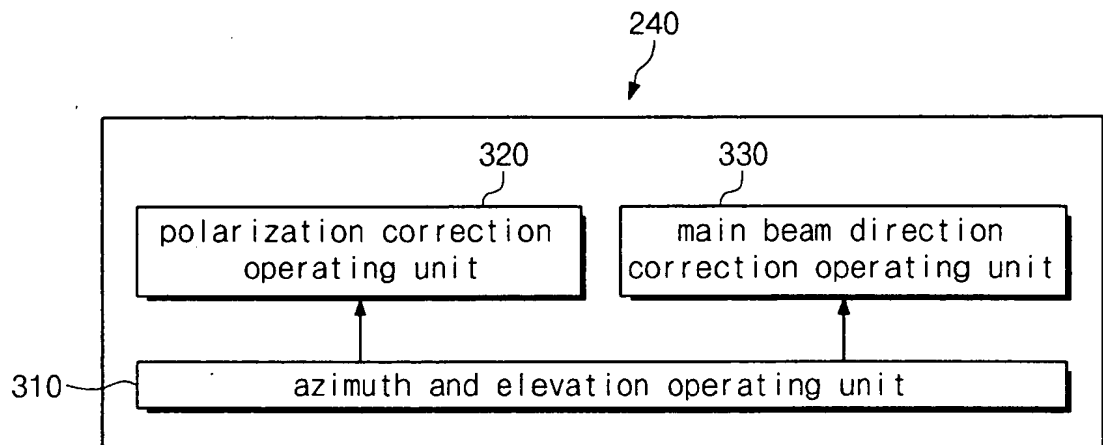 240
320
330
polarization correction
operating unit
main beam direction
correction operating unit
310
azimuth and elevation operating unit